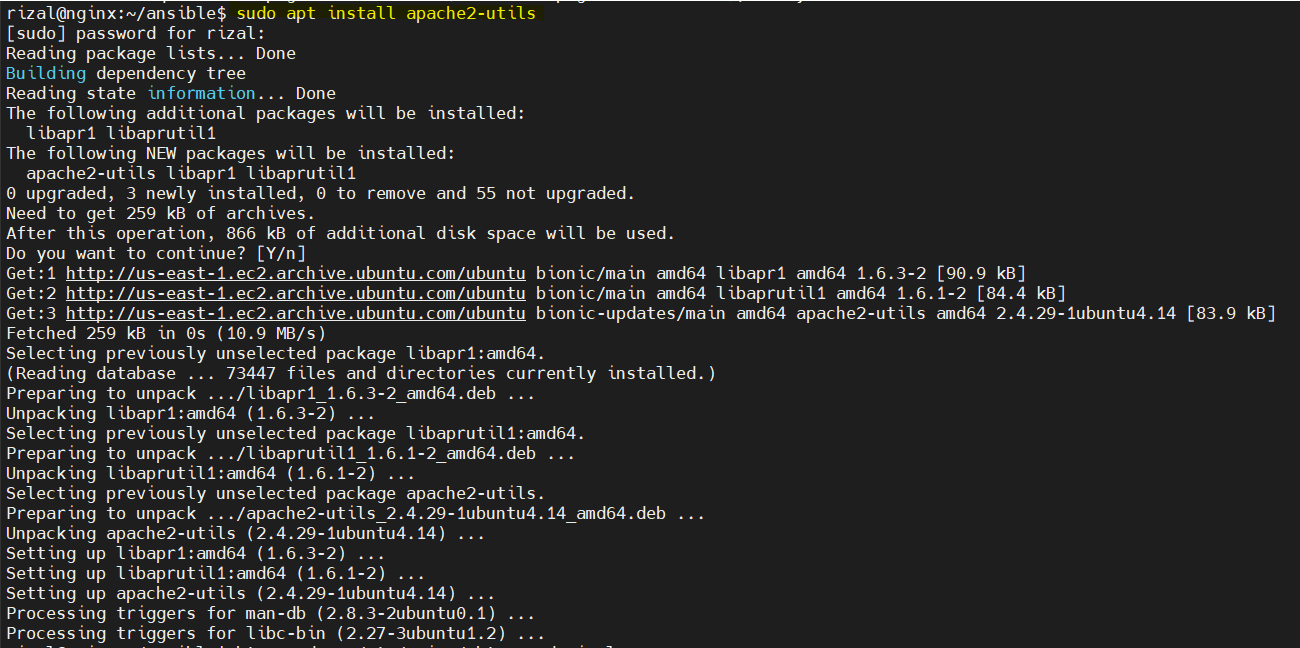 rizal@nginx:~/ansible$ sudo apt install apache2-utils
[sudo] password for rizal:
Reading package lists... Done
Building dependency tree
Reading state information... Done
The following additional packages will be installed:
  libapr1 libaprutil1
The following NEW packages will be installed:
  apache2-utils libapr1 libaprutil1
0 upgraded, 3 newly installed, 0 to remove and 55 not upgraded.
Need to get 259 kB of archives.
After this operation, 866 kB of additional disk space will be used.
Do you want to continue? [Y/n]
Get:1 http://us-east-1.ec2.archive.ubuntu.com/ubuntu bionic/main amd64 libapr1 amd64 1.6.3-2 [90.9 kB]
Get:2 http://us-east-1.ec2.archive.ubuntu.com/ubuntu bionic/main amd64 libaprutil1 amd64 1.6.1-2 [84.4 kB]
Get:3 http://us-east-1.ec2.archive.ubuntu.com/ubuntu bionic-updates/main amd64 apache2-utils amd64 2.4.29-1ubuntu4.14 [83.9 kB]
Fetched 259 kB in 0s (10.9 MB/s)
Selecting previously unselected package libapr1:amd64.
(Reading database ... 73447 files and directories currently installed.)
Preparing to unpack .../libapr1_1.6.3-2_amd64.deb ...
Unpacking libapr1:amd64 (1.6.3-2) ...
Selecting previously unselected package libaprutil1:amd64.
Preparing to unpack .../libaprutil1_1.6.1-2_amd64.deb ...
Unpacking libaprutil1:amd64 (1.6.1-2) ...
Selecting previously unselected package apache2-utils.
Preparing to unpack .../apache2-utils_2.4.29-1ubuntu4.14_amd64.deb ...
Unpacking apache2-utils (2.4.29-1ubuntu4.14) ...
Setting up libapr1:amd64 (1.6.3-2) ...
Setting up libaprutil1:amd64 (1.6.1-2) ...
Setting up apache2-utils (2.4.29-1ubuntu4.14) ...
Processing triggers for man-db (2.8.3-2ubuntu0.1) ...
Processing triggers for libc-bin (2.27-3ubuntu1.2) ...